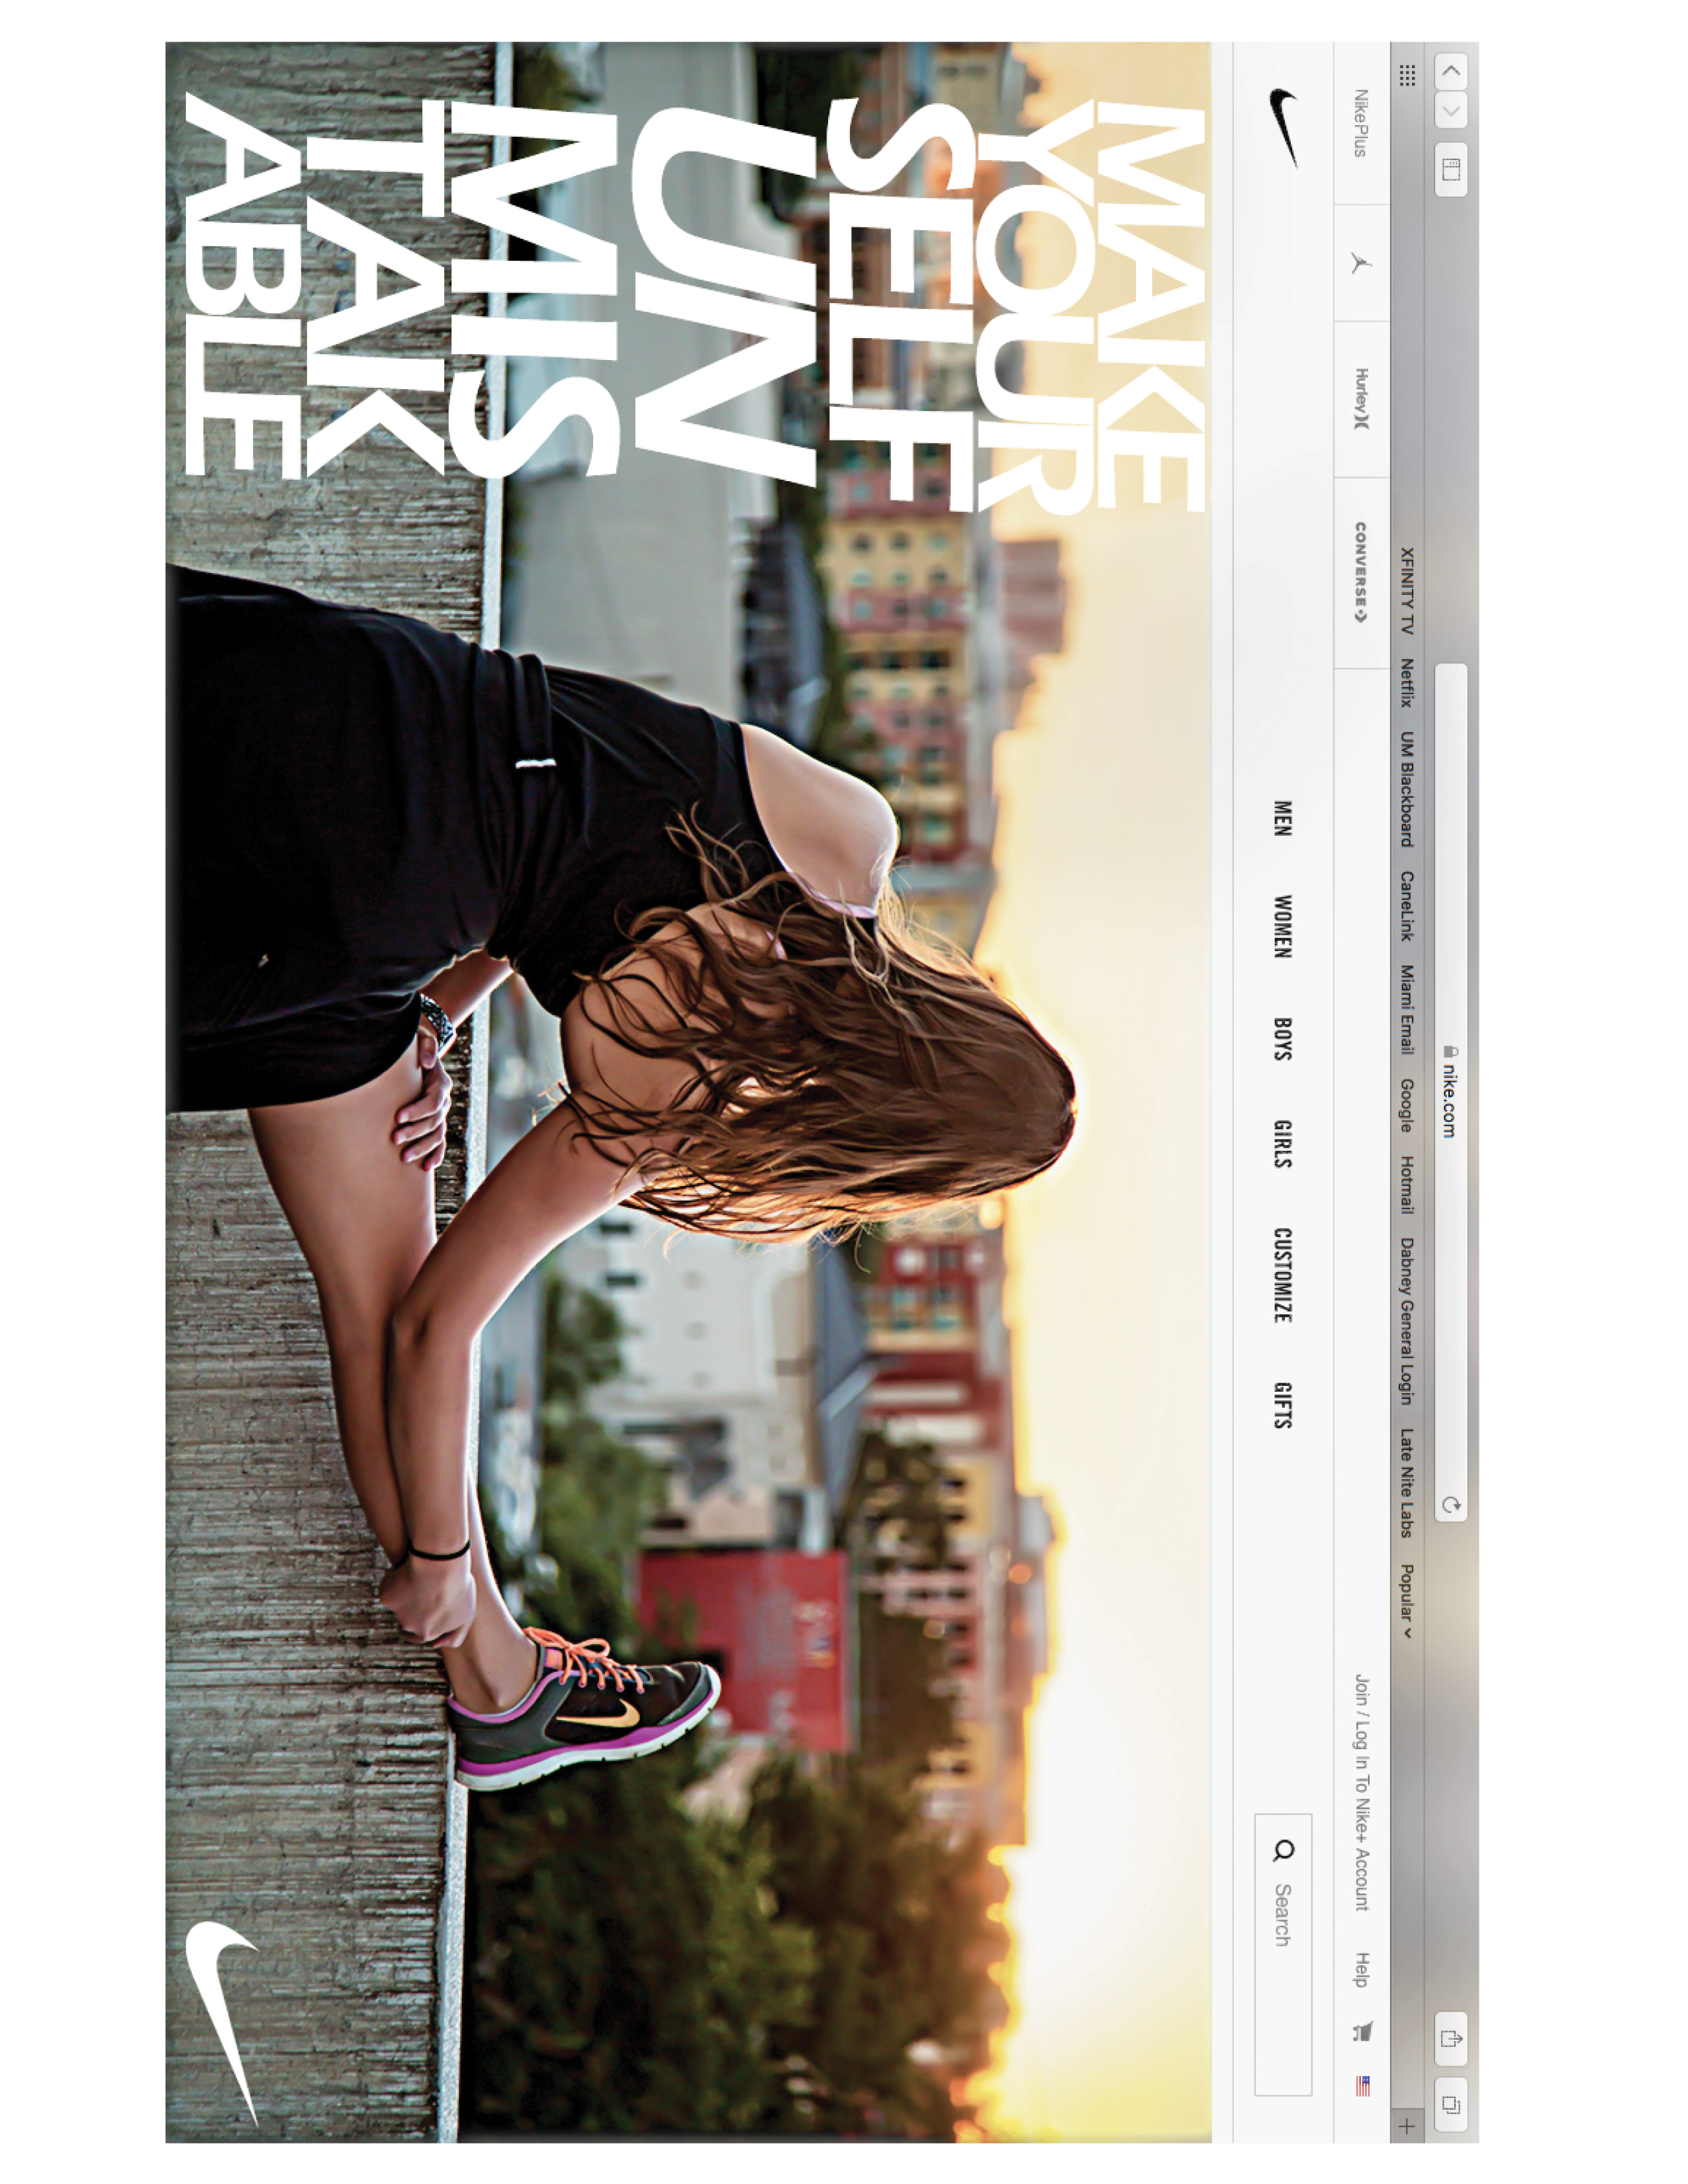 nike.com
XFINITY TV Netflix UM Blackboard CaneLink Miami Email Google Hotmail Dabney General Login Late Nite Labs Popular
NikePlus Hurley CONVERSE Join / Log In To Nike+ Account Help
MEN WOMEN BOYS GIRLS CUSTOMIZE GIFTS Search
MAKE
YOUR
SELF
UN
MIS
TAK
ABLE